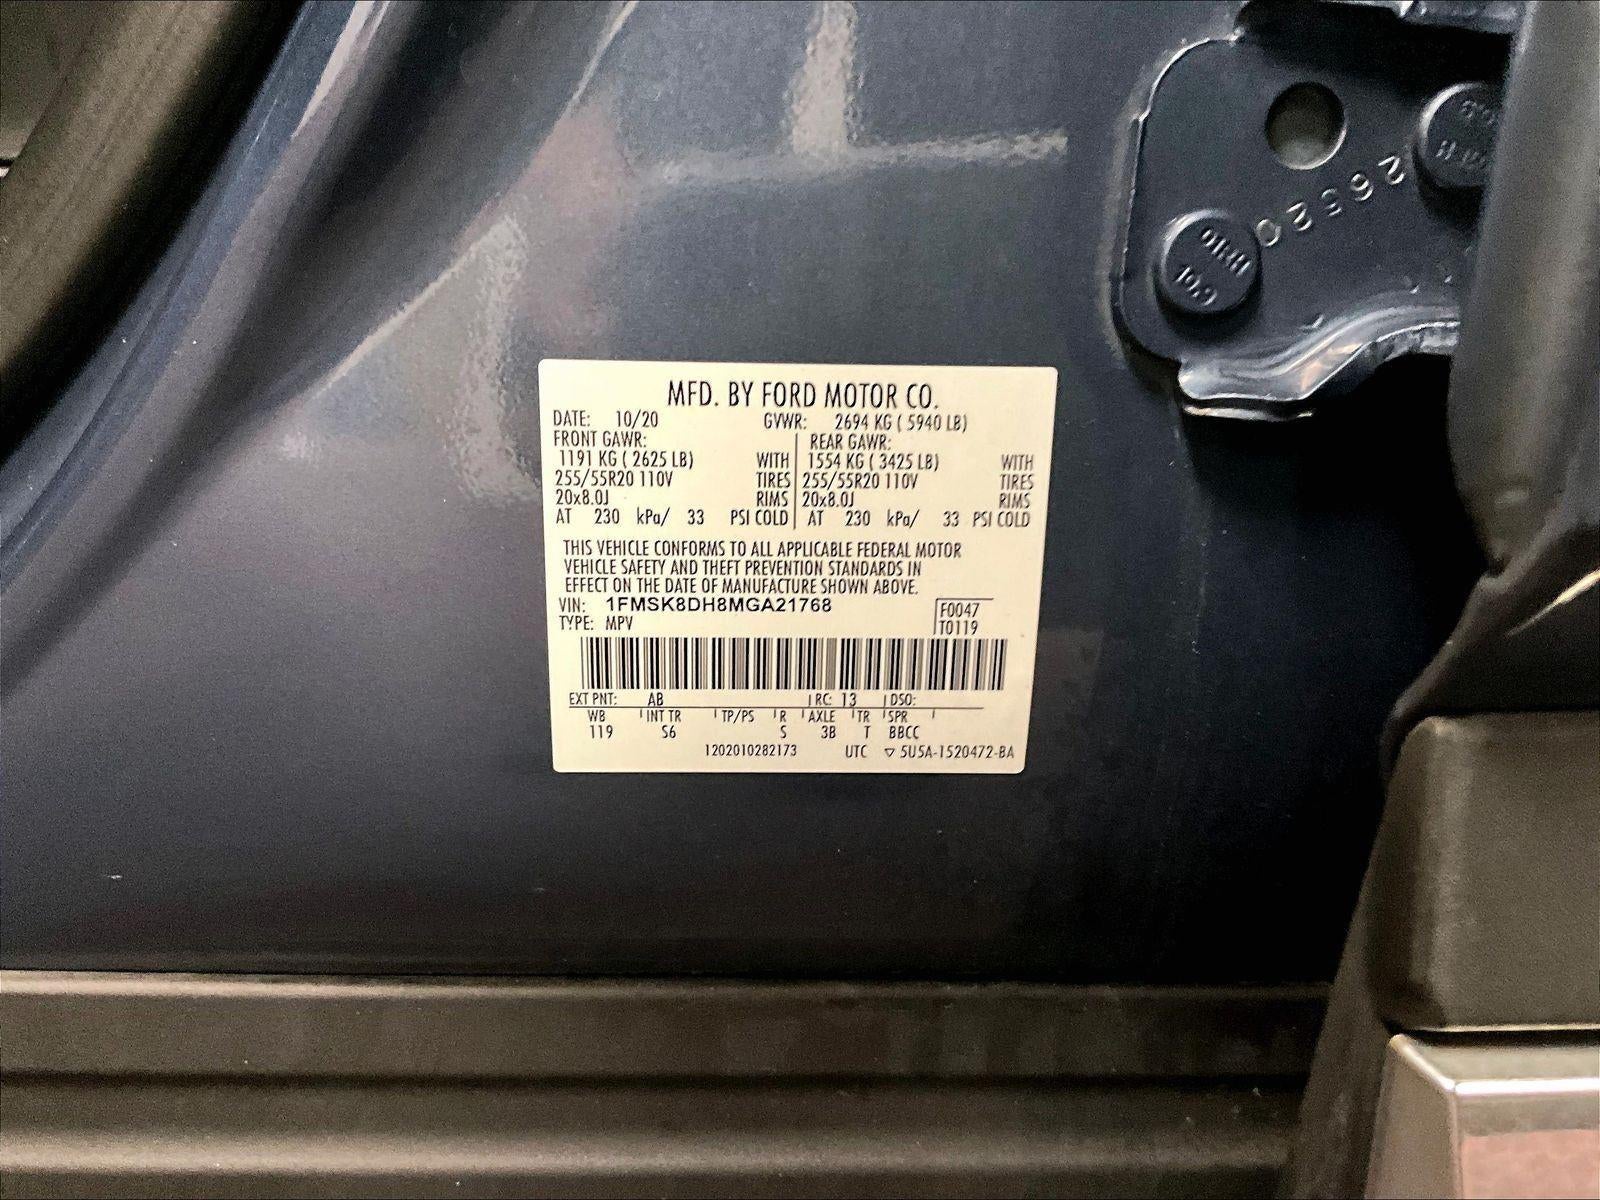 26520
MFD. BY FORD MOTOR CO.
DATE: 10/20 GVWR: 2694 KG ( 5940 LB)
FRONT GAWR: REAR GAWR:
1191 KG ( 2625 LB) WITH 1554 KG ( 3425 LB) WITH
255/55R20 110V TIRES 255/55R20 110V TIRES
20x8.0J RIMS 20x8.0J RIMS
AT 230 kPa/ 33 PSI COLD AT 230 kPa/ 33 PSI COLD
THIS VEHICLE CONFORMS TO ALL APPLICABLE FEDERAL MOTOR
VEHICLE SAFETY AND THEFT PREVENTION STANDARDS IN
EFFECT ON THE DATE OF MANUFACTURE SHOWN ABOVE.
VIN: 1FMSK8DH8MGA21768 F0047
TYPE: MPV T0119
EXT PNT: AB RC: 13 DSO:
WB INT TR TP/PS R AXLE TR SPR
119 S6 S 3B T BBCC
1202010282173 UTC ▽ 5U5A-1520472-BA